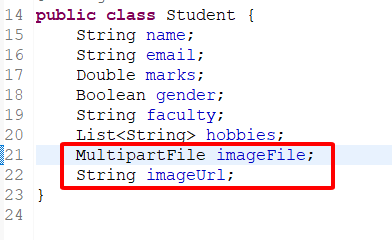 14 public class Student {
15     String name;
16     String email;
17     Double marks;
18     Boolean gender;
19     String faculty;
20     List<String> hobbies;
21     MultipartFile imageFile;
22     String imageUrl;
23 }
24